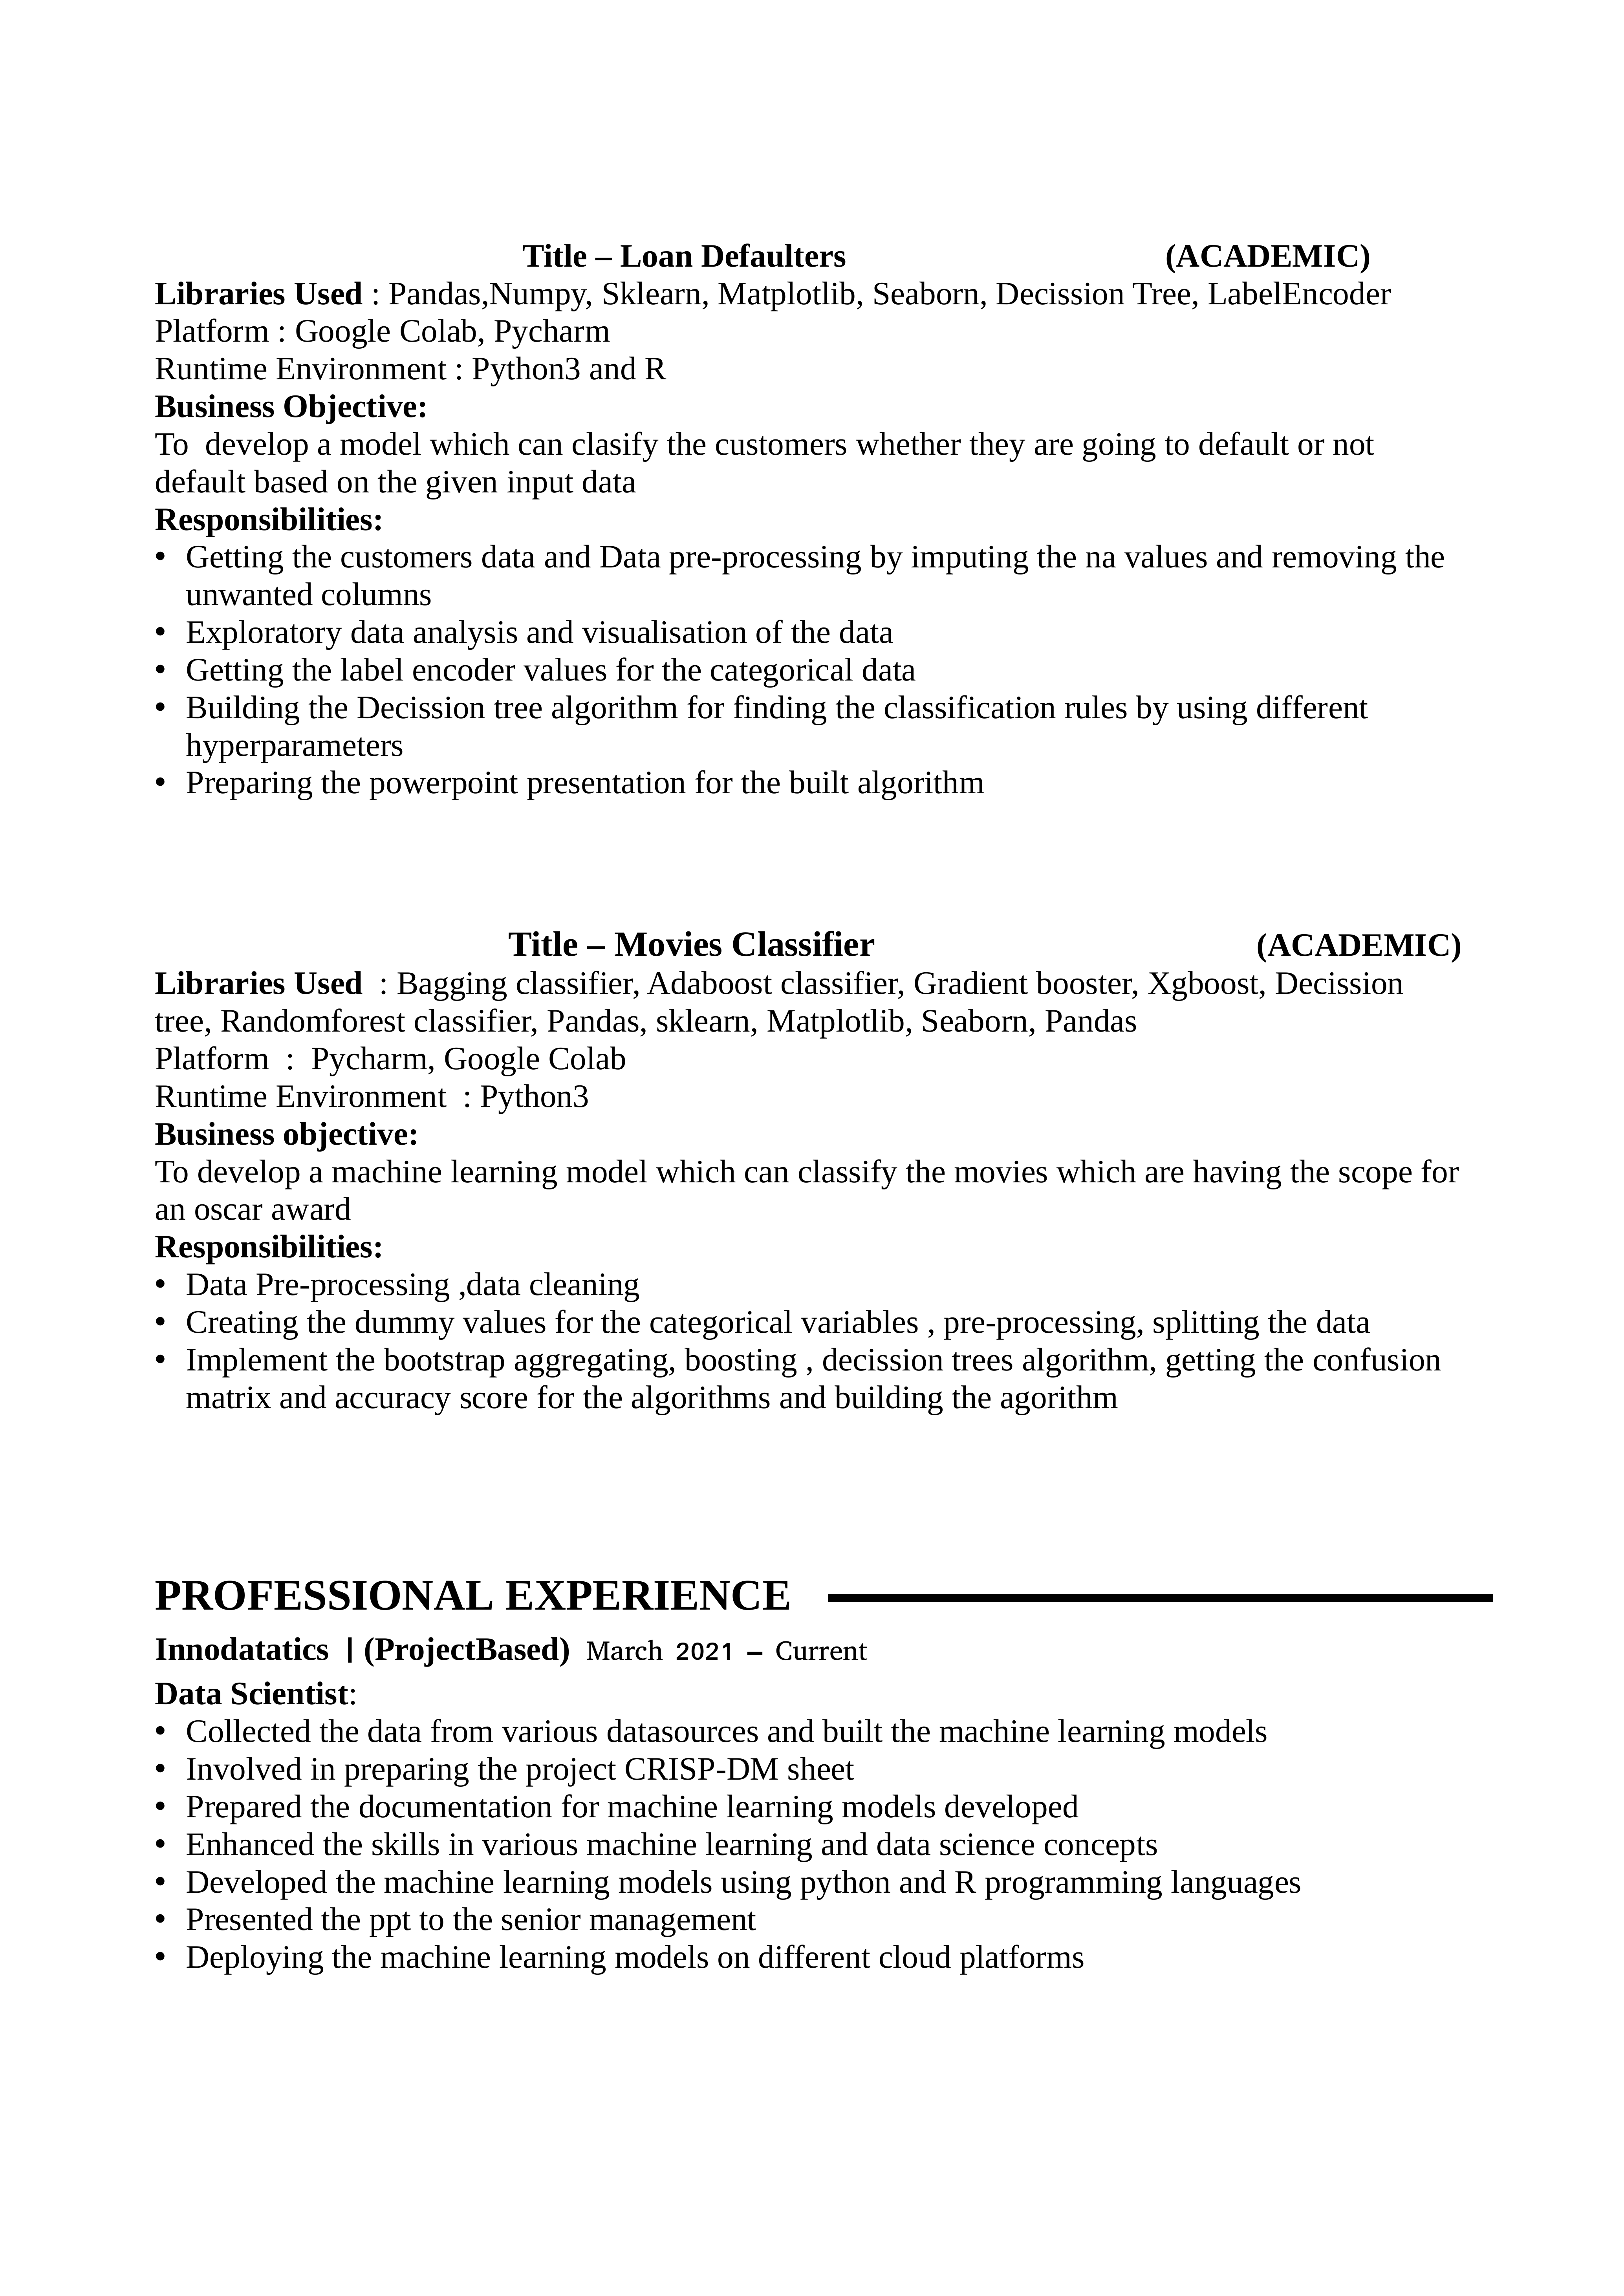 Title – Loan Defaulters (ACADEMIC)
Libraries Used : Pandas,Numpy, Sklearn, Matplotlib, Seaborn, Decission Tree, LabelEncoder
Platform : Google Colab, Pycharm
Runtime Environment : Python3 and R
Business Objective:
To  develop a model which can clasify the customers whether they are going to default or not
default based on the given input data
Responsibilities:
• Getting the customers data and Data pre-processing by imputing the na values and removing the
unwanted columns
• Exploratory data analysis and visualisation of the data
• Getting the label encoder values for the categorical data
• Building the Decission tree algorithm for finding the classification rules by using different
hyperparameters
• Preparing the powerpoint presentation for the built algorithm
Title – Movies Classifier (ACADEMIC)
Libraries Used  : Bagging classifier, Adaboost classifier, Gradient booster, Xgboost, Decission
tree, Randomforest classifier, Pandas, sklearn, Matplotlib, Seaborn, Pandas
Platform  :  Pycharm, Google Colab
Runtime Environment  : Python3
Business objective:
To develop a machine learning model which can classify the movies which are having the scope for
an oscar award
Responsibilities:
• Data Pre-processing ,data cleaning
• Creating the dummy values for the categorical variables , pre-processing, splitting the data
• Implement the bootstrap aggregating, boosting , decission trees algorithm, getting the confusion
matrix and accuracy score for the algorithms and building the agorithm
PROFESSIONAL EXPERIENCE
Innodatatics | (ProjectBased) March 2021 – Current
Data Scientist:
• Collected the data from various datasources and built the machine learning models
• Involved in preparing the project CRISP-DM sheet
• Prepared the documentation for machine learning models developed
• Enhanced the skills in various machine learning and data science concepts
• Developed the machine learning models using python and R programming languages
• Presented the ppt to the senior management
• Deploying the machine learning models on different cloud platforms